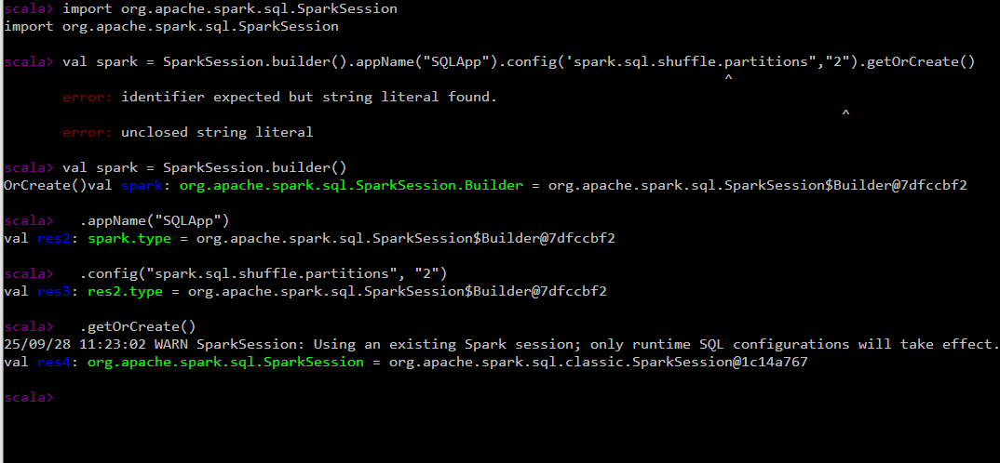 scala> import org.apache.spark.sql.SparkSession
import org.apache.spark.sql.SparkSession
scala> val spark = SparkSession.builder().appName("SQLApp").config('spark.sql.shuffle.partitions","2").getOrCreate()
^
error: identifier expected but string literal found.
^
error: unclosed string literal
scala> val spark = SparkSession.builder()
OrCreate()val spark: org.apache.spark.sql.SparkSession.Builder = org.apache.spark.sql.SparkSession$Builder@7dfccbf2
scala>   .appName("SQLApp")
val res2: spark.type = org.apache.spark.sql.SparkSession$Builder@7dfccbf2
scala>   .config("spark.sql.shuffle.partitions", "2")
val res3: res2.type = org.apache.spark.sql.SparkSession$Builder@7dfccbf2
scala>   .getOrCreate()
25/09/28 11:23:02 WARN SparkSession: Using an existing Spark session; only runtime SQL configurations will take effect.
val res4: org.apache.spark.sql.SparkSession = org.apache.spark.sql.classic.SparkSession@1c14a767
scala>